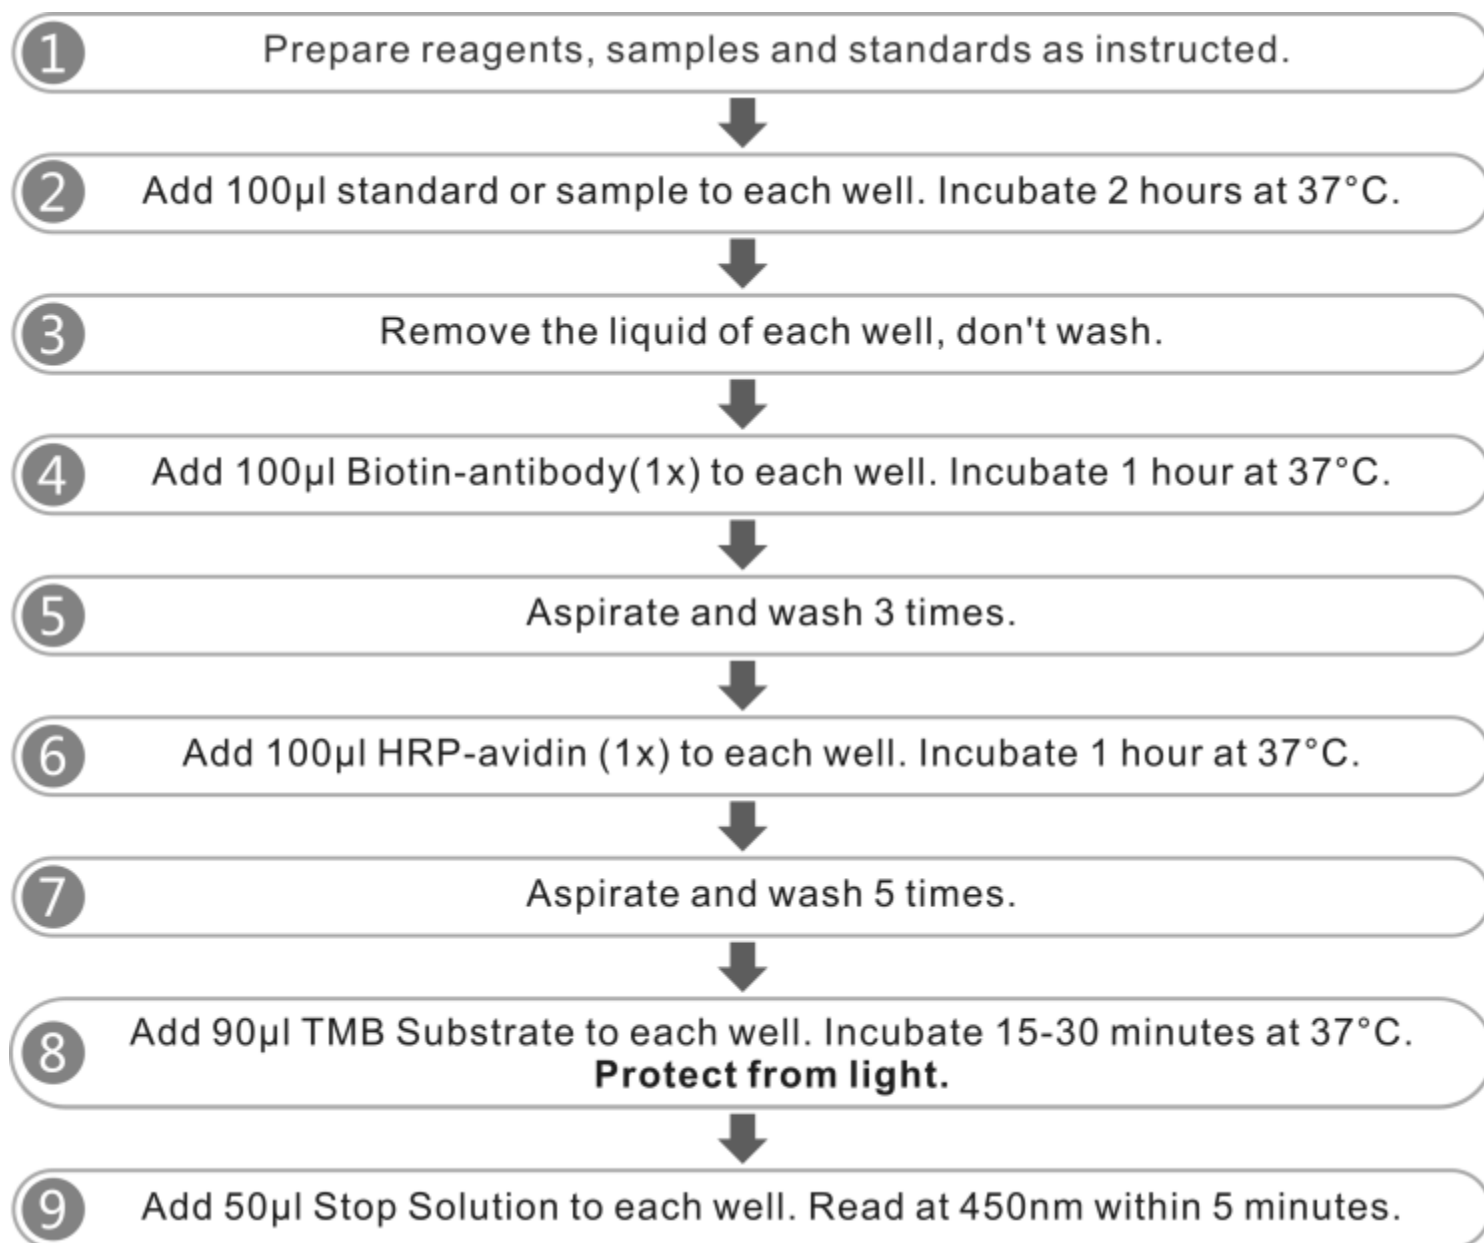 1 Prepare reagents, samples and standards as instructed.
2 Add 100µl standard or sample to each well. Incubate 2 hours at 37°C.
3 Remove the liquid of each well, don't wash.
4 Add 100µl Biotin-antibody(1x) to each well. Incubate 1 hour at 37°C.
5 Aspirate and wash 3 times.
6 Add 100µl HRP-avidin (1x) to each well. Incubate 1 hour at 37°C.
7 Aspirate and wash 5 times.
8 Add 90µl TMB Substrate to each well. Incubate 15-30 minutes at 37°C.
Protect from light.
9 Add 50µl Stop Solution to each well. Read at 450nm within 5 minutes.